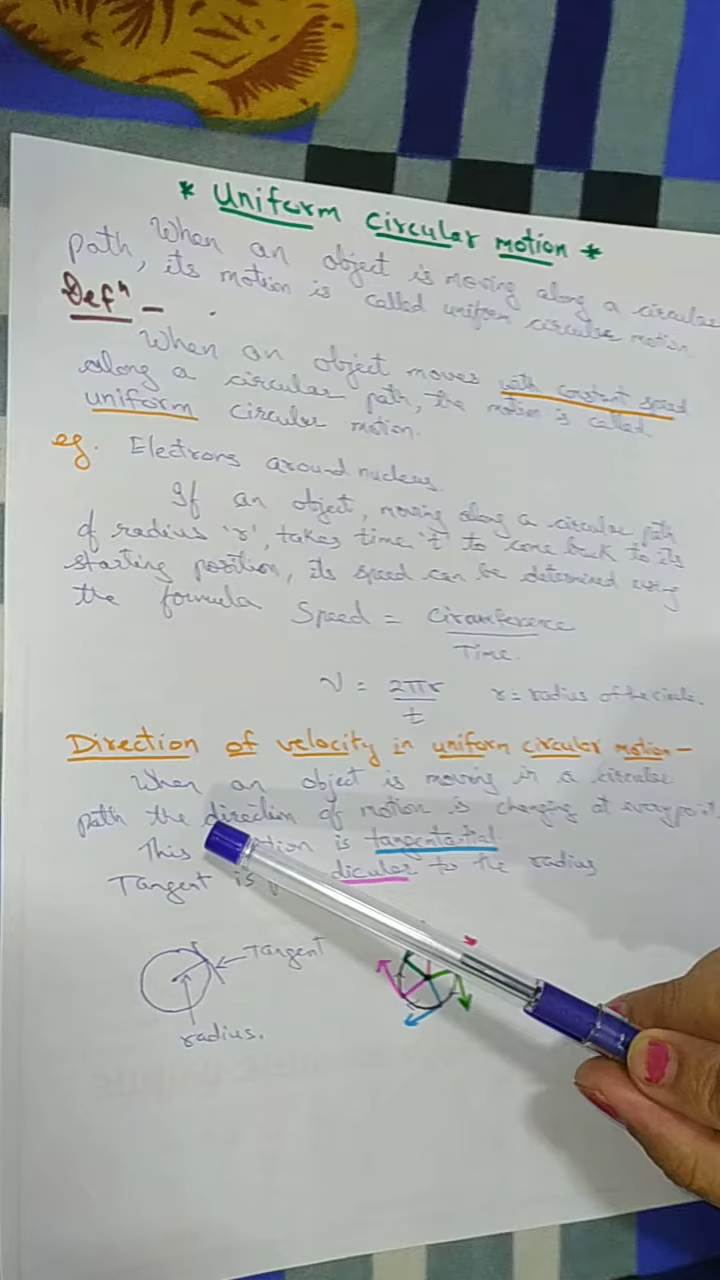 * Uniform Circular motion *
When an object is moving along a circular
path, its motion is called uniform circular motion
Defⁿ -
When an object moves with constant speed
along a circular path, the motion is called
uniform circular motion.
eg. Electrons around nucleus
If an object, moving along a circular path
of radius 'r', takes time 't' to come back to its
starting position, its speed can be determined using
the formula Speed = Circumference / Time
v = 2πr / t r = radius of the circle.
Direction of velocity in uniform circular motion -
When an object is moving in a circular
path the direction of motion is changing at every point
This is tangentatial
Tangent is dicular to the radius
Tangent
radius.